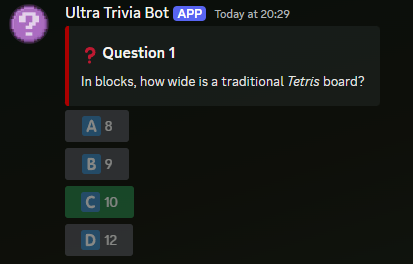 Ultra Trivia Bot APP Today at 20:29
❓ Question 1
In blocks, how wide is a traditional Tetris board?
A 8
B 9
C 10
D 12